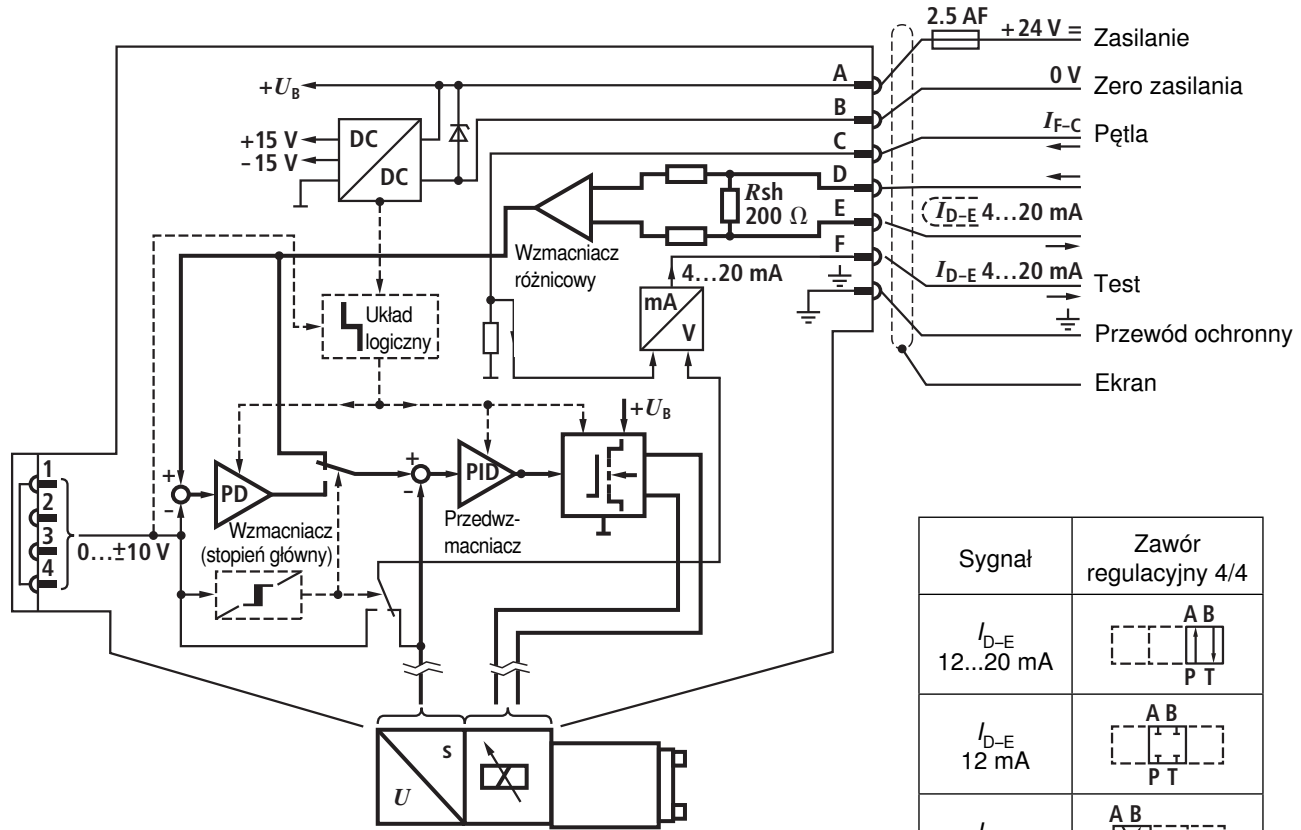 2.5 AF
+24 V =
Zasilanie
A
+U_B
0 V
Zero zasilania
B
+15 V
DC
C
I_F–C
Pętla
−15 V
DC
D
Rsh
200 Ω
E
I_D–E 4...20 mA
Wzmacniacz
różnicowy
F
4...20 mA
I_D–E 4...20 mA
Test
mA
V
Układ
logiczny
Przewód ochronny
Ekran
+U_B
1
2
3
4
0...±10 V
+
−
PD
Wzmacniacz
(stopień główny)
+
−
PID
Przedwz-
macniacz
Sygnał
Zawór
regulacyjny 4/4
I_D–E
12...20 mA
A B
P T
I_D–E
12 mA
A B
P T
A B
s
U